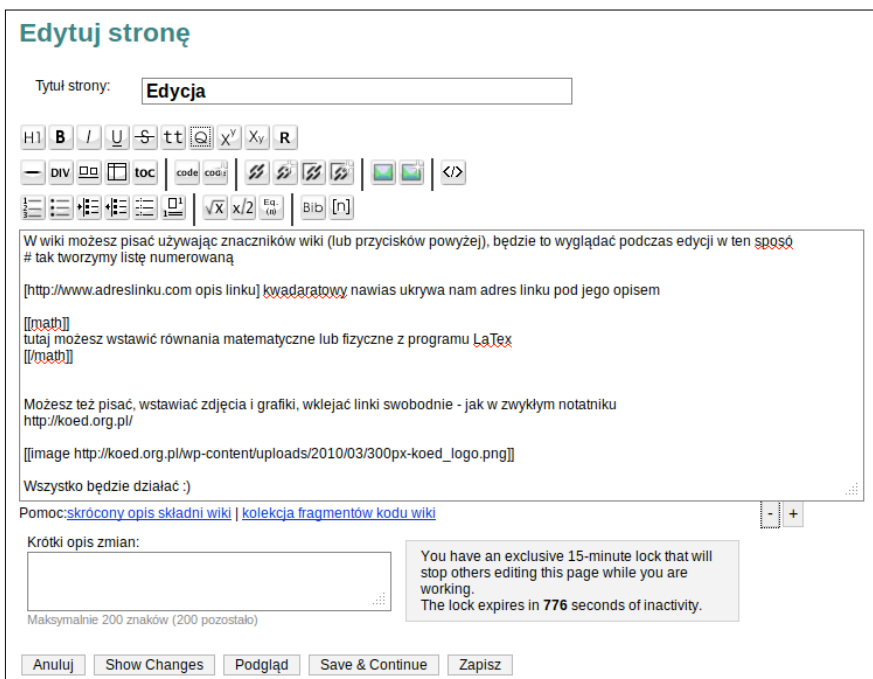 Edytuj stronę
Tytuł strony:
Edycja
H1 B I U S tt Q X^y X_y R
— DIV toc code code </>
√x x/2 Eq. (n) Bib [n]
W wiki możesz pisać używając znaczników wiki (lub przycisków powyżej), będzie to wyglądać podczas edycji w ten sposó
# tak tworzymy listę numerowaną
[http://www.adreslinku.com opis linku] kwadaratowy nawias ukrywa nam adres linku pod jego opisem
[[math]]
tutaj możesz wstawić równania matematyczne lub fizyczne z programu LaTex
[[/math]]
Możesz też pisać, wstawiać zdjęcia i grafiki, wklejać linki swobodnie - jak w zwykłym notatniku
http://koed.org.pl/
[[image http://koed.org.pl/wp-content/uploads/2010/03/300px-koed_logo.png]]
Wszystko będzie działać :)
Pomoc:skrócony opis składni wiki | kolekcja fragmentów kodu wiki
- +
Krótki opis zmian:
You have an exclusive 15-minute lock that will
stop others editing this page while you are
working.
The lock expires in 776 seconds of inactivity.
Maksymalnie 200 znaków (200 pozostało)
Anuluj Show Changes Podgląd Save & Continue Zapisz